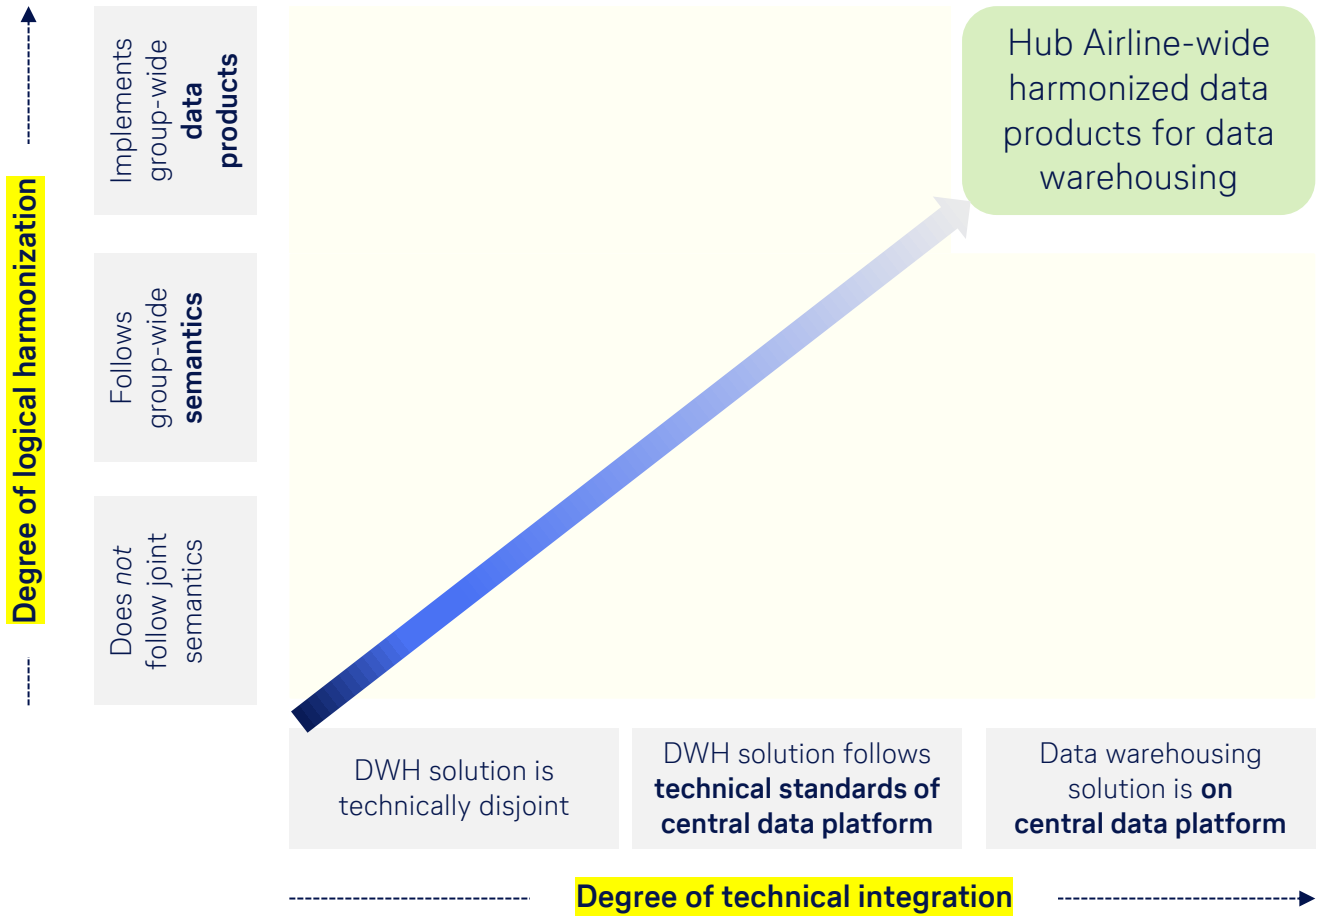 Degree of logical harmonization
Implements
group-wide
data
products
Follows
group-wide
semantics
Does not
follow joint
semantics
Hub Airline-wide
harmonized data
products for data
warehousing
DWH solution is
technically disjoint
DWH solution follows
technical standards of
central data platform
Data warehousing
solution is on
central data platform
Degree of technical integration